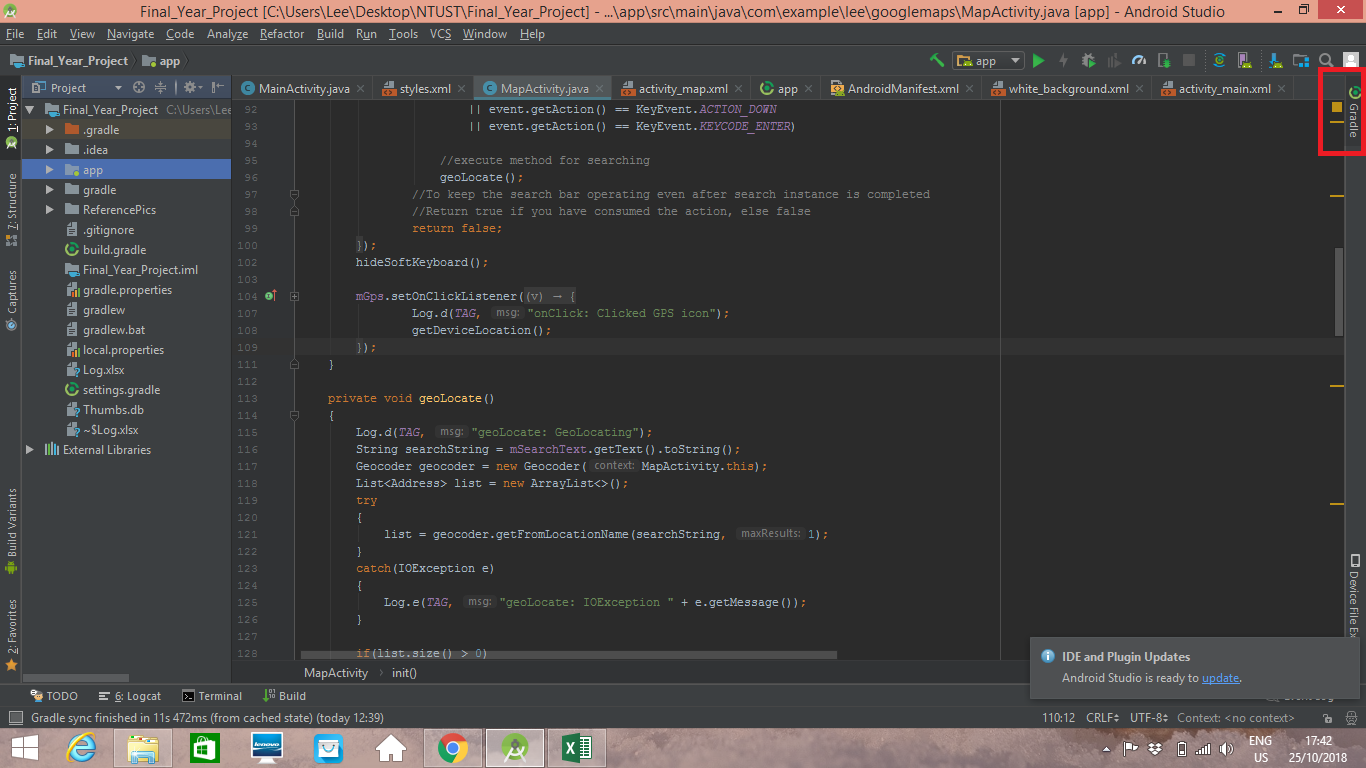 Final_Year_Project [C:\Users\Lee\Desktop\NTUST\Final_Year_Project] - ...\app\src\main\java\com\example\lee\googlemaps\MapActivity.java [app] - Android Studio
File Edit View Navigate Code Analyze Refactor Build Run Tools VCS Window Help
Final_Year_Project app app
Project
MainActivity.java styles.xml MapActivity.java activity_map.xml app AndroidManifest.xml white_background.xml activity_main.xml
1: Project
7: Structure
Captures
Build Variants
2: Favorites
Final_Year_Project C:\Users\Lee
.gradle
.idea
app
gradle
ReferencePics
.gitignore
build.gradle
Final_Year_Project.iml
gradle.properties
gradlew
gradlew.bat
local.properties
Log.xlsx
settings.gradle
Thumbs.db
~$Log.xlsx
External Libraries
92 || event.getAction() == KeyEvent.ACTION_DOWN
93 || event.getAction() == KeyEvent.KEYCODE_ENTER)
94
95 //execute method for searching
96 geoLocate();
97 //To keep the search bar operating even after search instance is completed
98 //Return true if you have consumed the action, else false
99 return false;
100 });
102 hideSoftKeyboard();
103
104 mGps.setOnClickListener((v) → {
107 Log.d(TAG, msg: "onClick: Clicked GPS icon");
108 getDeviceLocation();
109 });
111 }
112
113 private void geoLocate()
114 {
115 Log.d(TAG, msg: "geoLocate: GeoLocating");
116 String searchString = mSearchText.getText().toString();
117 Geocoder geocoder = new Geocoder( context: MapActivity.this);
118 List<Address> list = new ArrayList<>();
119 try
120 {
121 list = geocoder.getFromLocationName(searchString, maxResults: 1);
122 }
123 catch(IOException e)
124 {
125 Log.e(TAG, msg: "geoLocate: IOException " + e.getMessage());
126 }
127
128 if(list.size() > 0)
Gradle
Device File Ex
IDE and Plugin Updates
Android Studio is ready to update.
MapActivity init()
TODO 6: Logcat Terminal Build
Gradle sync finished in 11s 472ms (from cached state) (today 12:39) 110:12 CRLF UTF-8 Context: <no context>
lenovo
ENG
US
17:42
25/10/2018